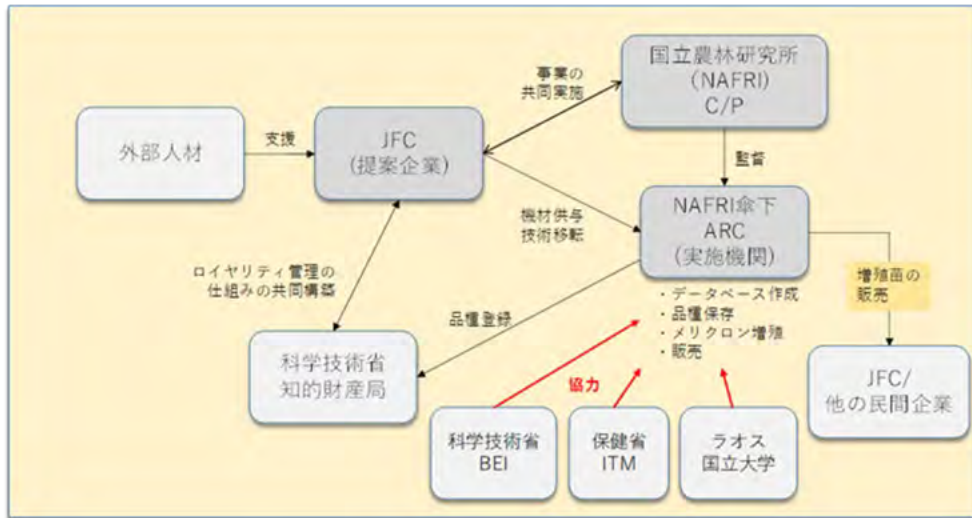 国立農林研究所
(NAFRI)
C/P
事業の
共同実施
外部人材
支援
JFC
(提案企業)
監督
機材供与
技術移転
NAFRI傘下
ARC
(実施機関)
増殖苗の
販売
ロイヤリティ管理の
仕組みの共同構築
品種登録
・データベース作成
・品種保存
・メリクロン増殖
・販売
科学技術省
知的財産局
協力
JFC/
他の民間企業
科学技術省
BEI
保健省
ITM
ラオス
国立大学